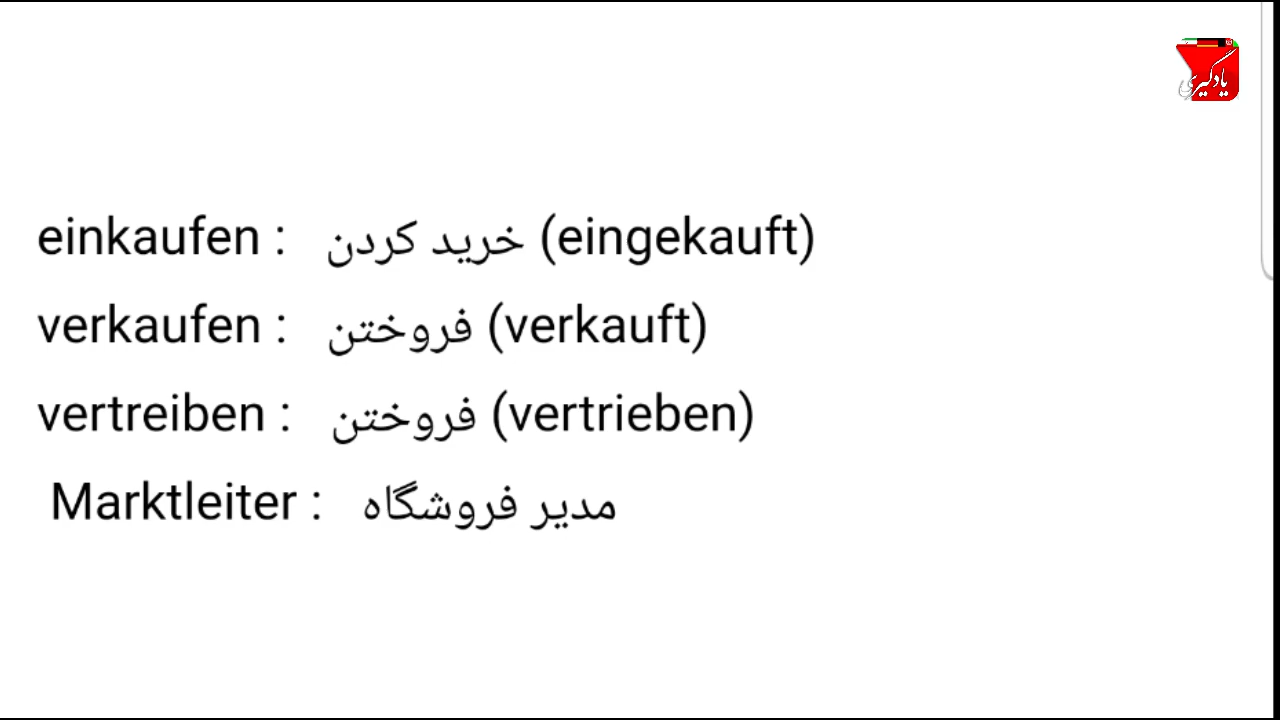 یادگیری
einkaufen : خرید کردن (eingekauft)
verkaufen : فروختن (verkauft)
vertreiben : فروختن (vertrieben)
Marktleiter : مدیر فروشگاه